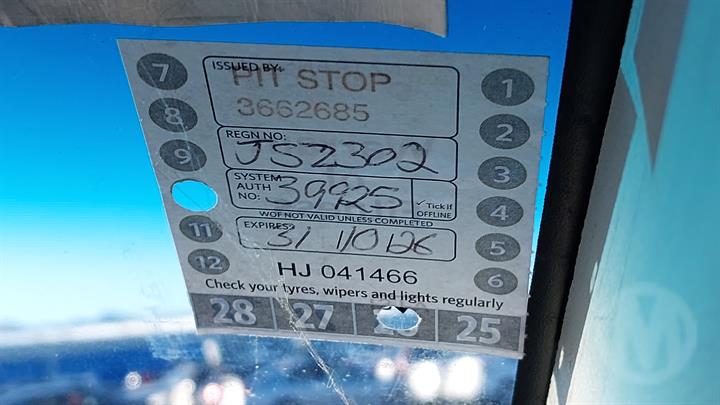 ISSUED BY:
PIT STOP
3662685
REGN NO:
JSZ302
SYSTEM
AUTH
NO: 39925
✓ Tick if
OFFLINE
WOF NOT VALID UNLESS COMPLETED
EXPIRES? 31 / 10 / 26
HJ 041466
Check your tyres, wipers and lights regularly
7
8
9
11
12
1
2
3
4
5
6
28 27 25